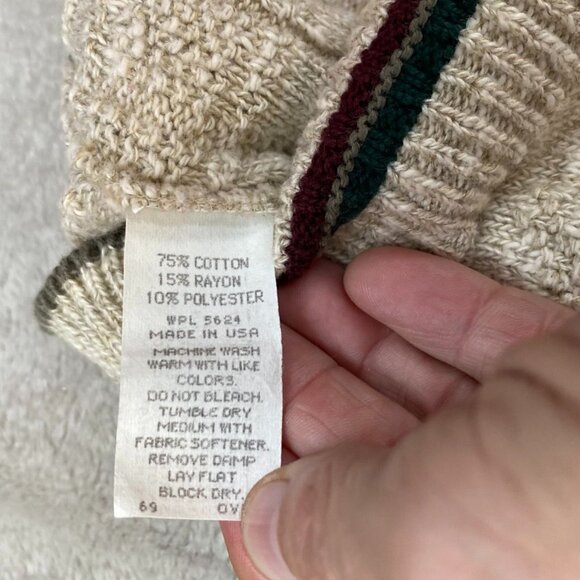 75% COTTON
15% RAYON
10% POLYESTER
WPL 5624
MADE IN USA
MACHINE WASH
WARM WITH LIKE
COLORS.
DO NOT BLEACH.
TUMBLE DRY
MEDIUM WITH
FABRIC SOFTENER.
REMOVE DAMP
LAY FLAT
BLOCK DRY.
69